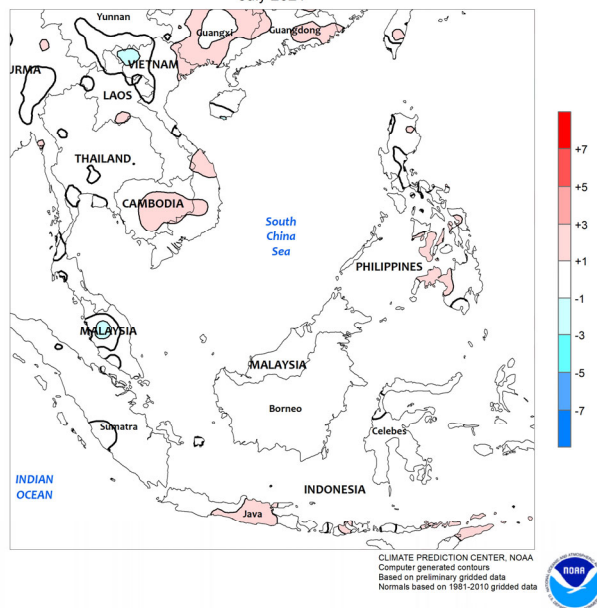 Yunnan
Guangxi
Guangdong
URMA
VIETNAM
LAOS
THAILAND
CAMBODIA
South
China
Sea
PHILIPPINES
MALAYSIA
MALAYSIA
Borneo
Sumatra
Celebes
INDIAN
OCEAN
INDONESIA
Java
+7
+5
+3
+1
-1
-3
-5
-7
CLIMATE PREDICTION CENTER, NOAA
Computer generated contours
Based on preliminary gridded data
Normals based on 1981-2010 gridded data
NOAA